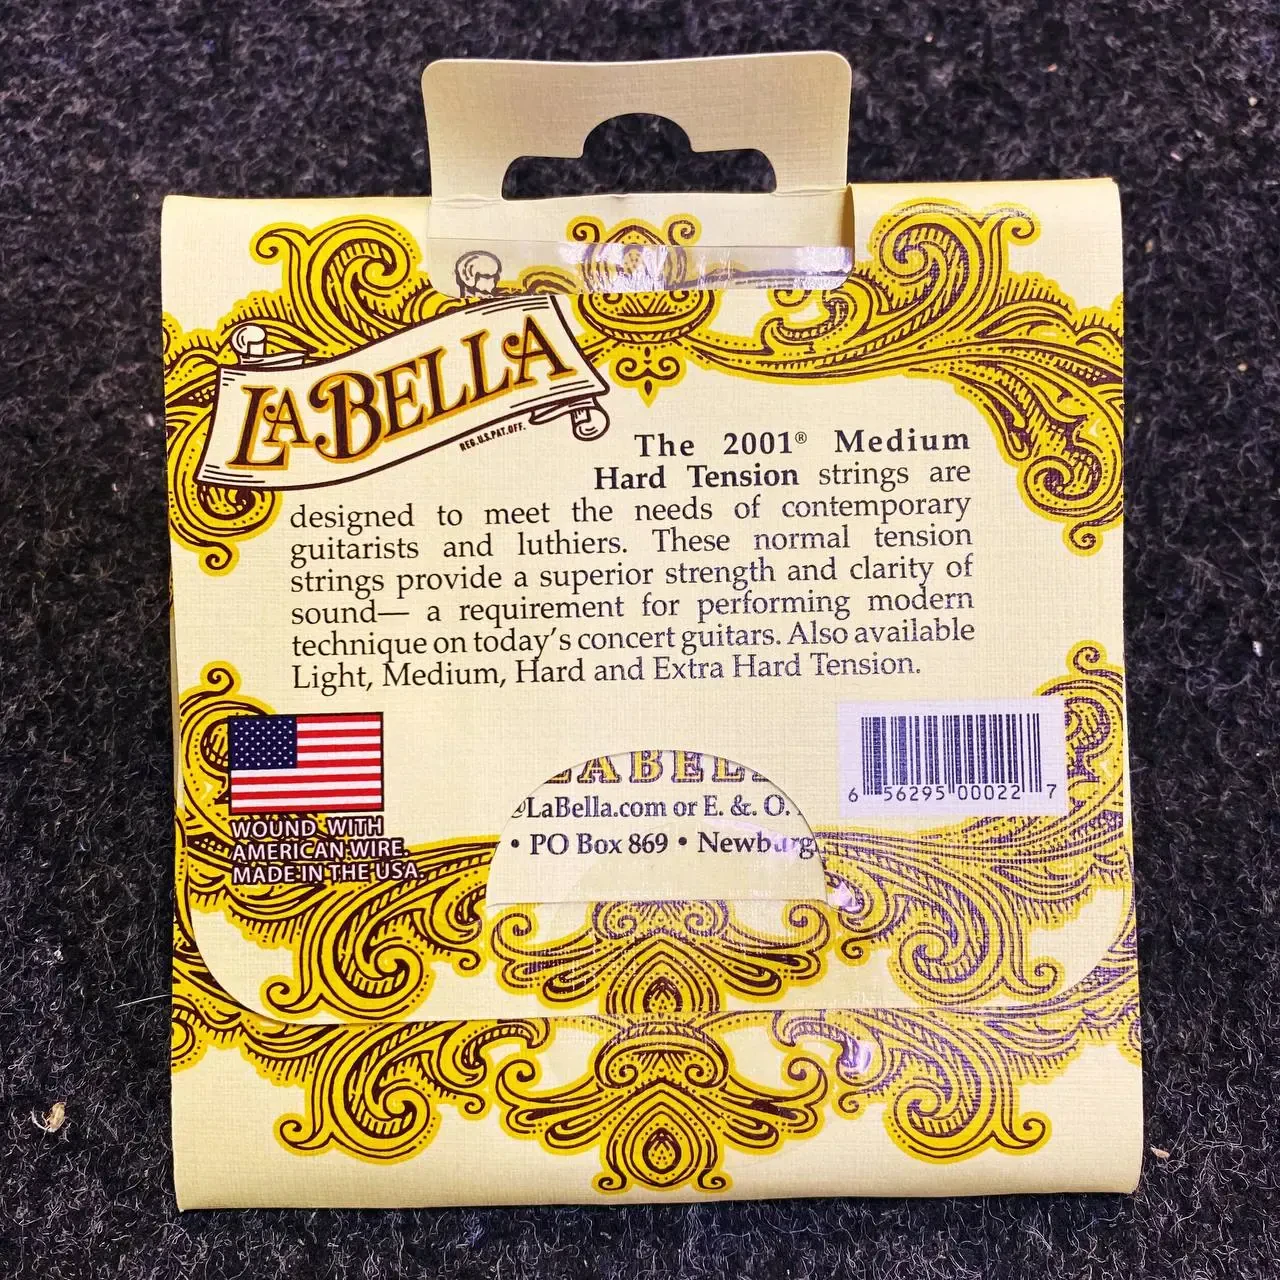 LABELLA
REG.U.S.PAT.OFF.
The 2001® Medium
Hard Tension strings are
designed to meet the needs of contemporary
guitarists and luthiers. These normal tension
strings provide a superior strength and clarity of
sound— a requirement for performing modern
technique on today's concert guitars. Also available
Light, Medium, Hard and Extra Hard Tension.
WOUND WITH
AMERICAN WIRE.
MADE IN THE USA.
LABEL
@LaBella.com or E. & O.
• PO Box 869 • Newburg
6 56295 00022 7